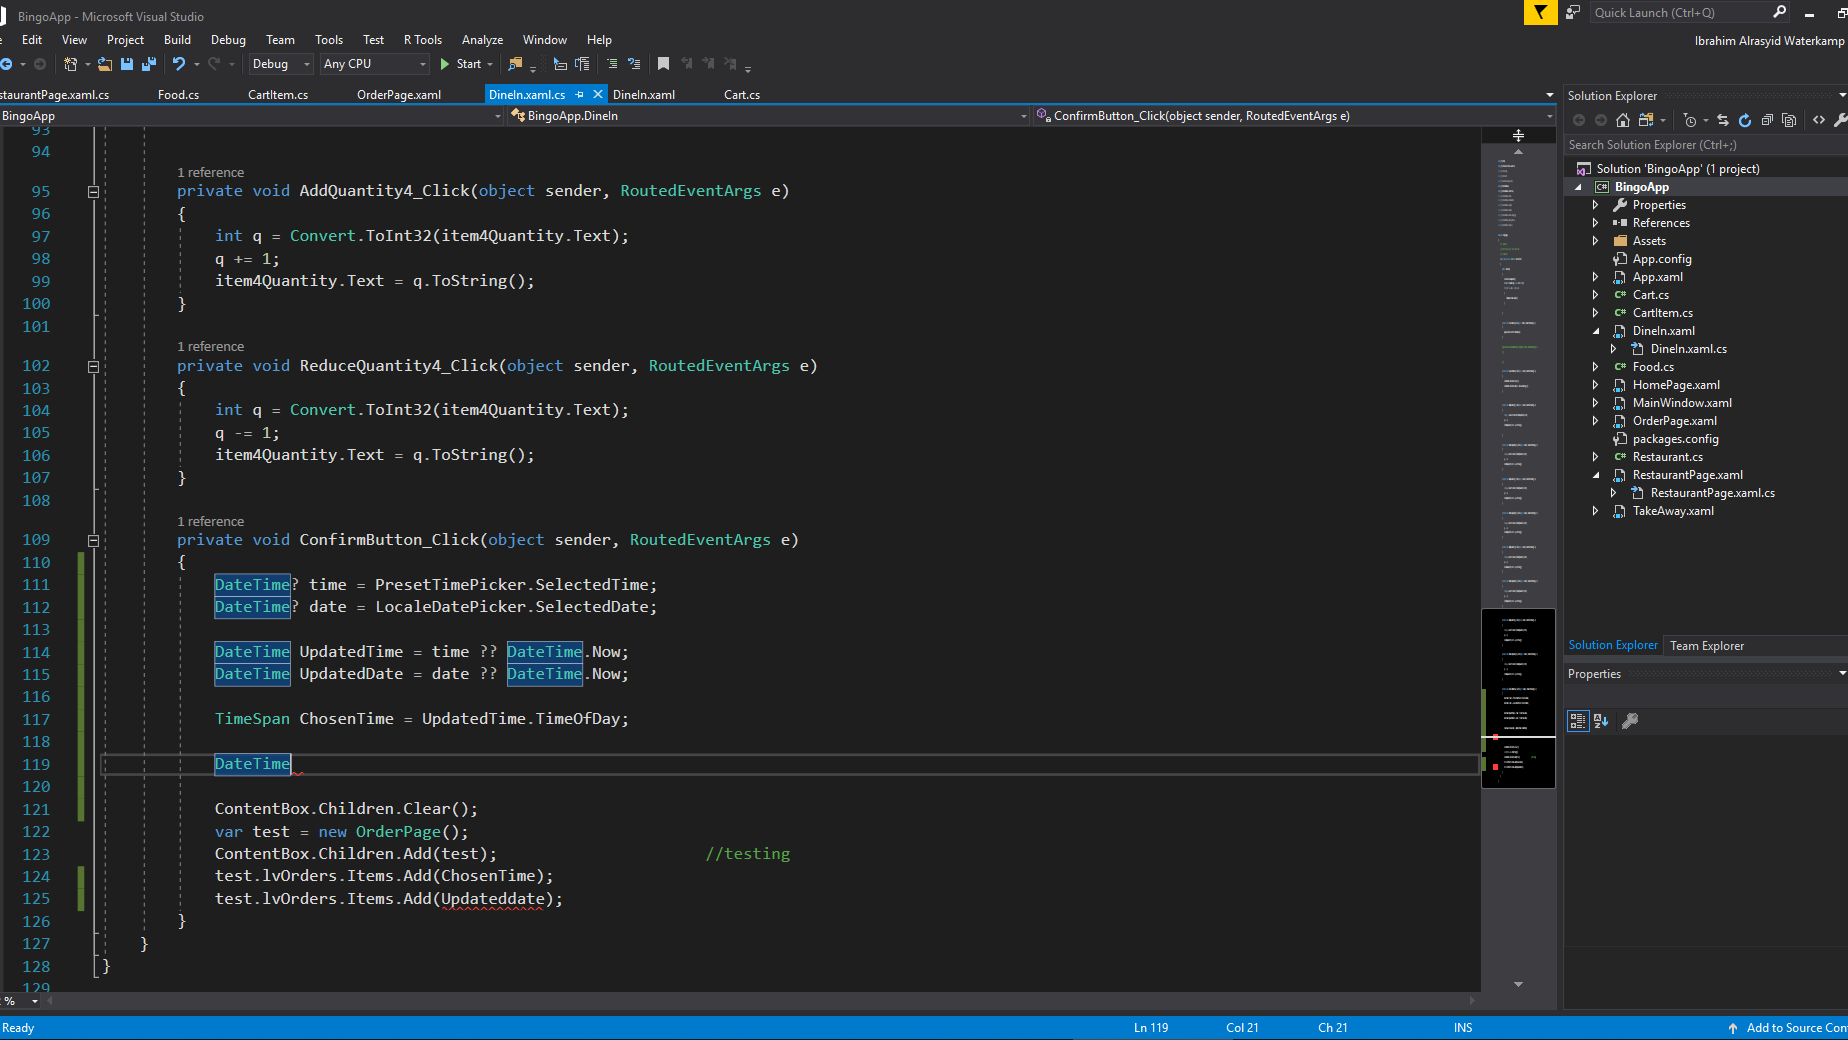 BingoApp - Microsoft Visual Studio
Quick Launch (Ctrl+Q)
Edit View Project Build Debug Team Tools Test R Tools Analyze Window Help
Ibrahim Alrasyid Waterkamp
Debug Any CPU Start
staurantPage.xaml.cs Food.cs CartItem.cs OrderPage.xaml DineIn.xaml.cs DineIn.xaml Cart.cs
BingoApp BingoApp.DineIn ConfirmButton_Click(object sender, RoutedEventArgs e)
93
94
1 reference
95 private void AddQuantity4_Click(object sender, RoutedEventArgs e)
96 {
97 int q = Convert.ToInt32(item4Quantity.Text);
98 q += 1;
99 item4Quantity.Text = q.ToString();
100 }
101
1 reference
102 private void ReduceQuantity4_Click(object sender, RoutedEventArgs e)
103 {
104 int q = Convert.ToInt32(item4Quantity.Text);
105 q -= 1;
106 item4Quantity.Text = q.ToString();
107 }
108
1 reference
109 private void ConfirmButton_Click(object sender, RoutedEventArgs e)
110 {
111 DateTime? time = PresetTimePicker.SelectedTime;
112 DateTime? date = LocaleDatePicker.SelectedDate;
113
114 DateTime UpdatedTime = time ?? DateTime.Now;
115 DateTime UpdatedDate = date ?? DateTime.Now;
116
117 TimeSpan ChosenTime = UpdatedTime.TimeOfDay;
118
119 DateTime
120
121 ContentBox.Children.Clear();
122 var test = new OrderPage();
123 ContentBox.Children.Add(test); //testing
124 test.lvOrders.Items.Add(ChosenTime);
125 test.lvOrders.Items.Add(Updateddate);
126 }
127 }
128 }
129
%
Solution Explorer
Search Solution Explorer (Ctrl+;)
Solution 'BingoApp' (1 project)
C# BingoApp
Properties
References
Assets
App.config
App.xaml
C# Cart.cs
C# CartItem.cs
DineIn.xaml
DineIn.xaml.cs
C# Food.cs
HomePage.xaml
MainWindow.xaml
OrderPage.xaml
packages.config
C# Restaurant.cs
RestaurantPage.xaml
RestaurantPage.xaml.cs
TakeAway.xaml
Solution Explorer Team Explorer
Properties
Ready Ln 119 Col 21 Ch 21 INS Add to Source Con